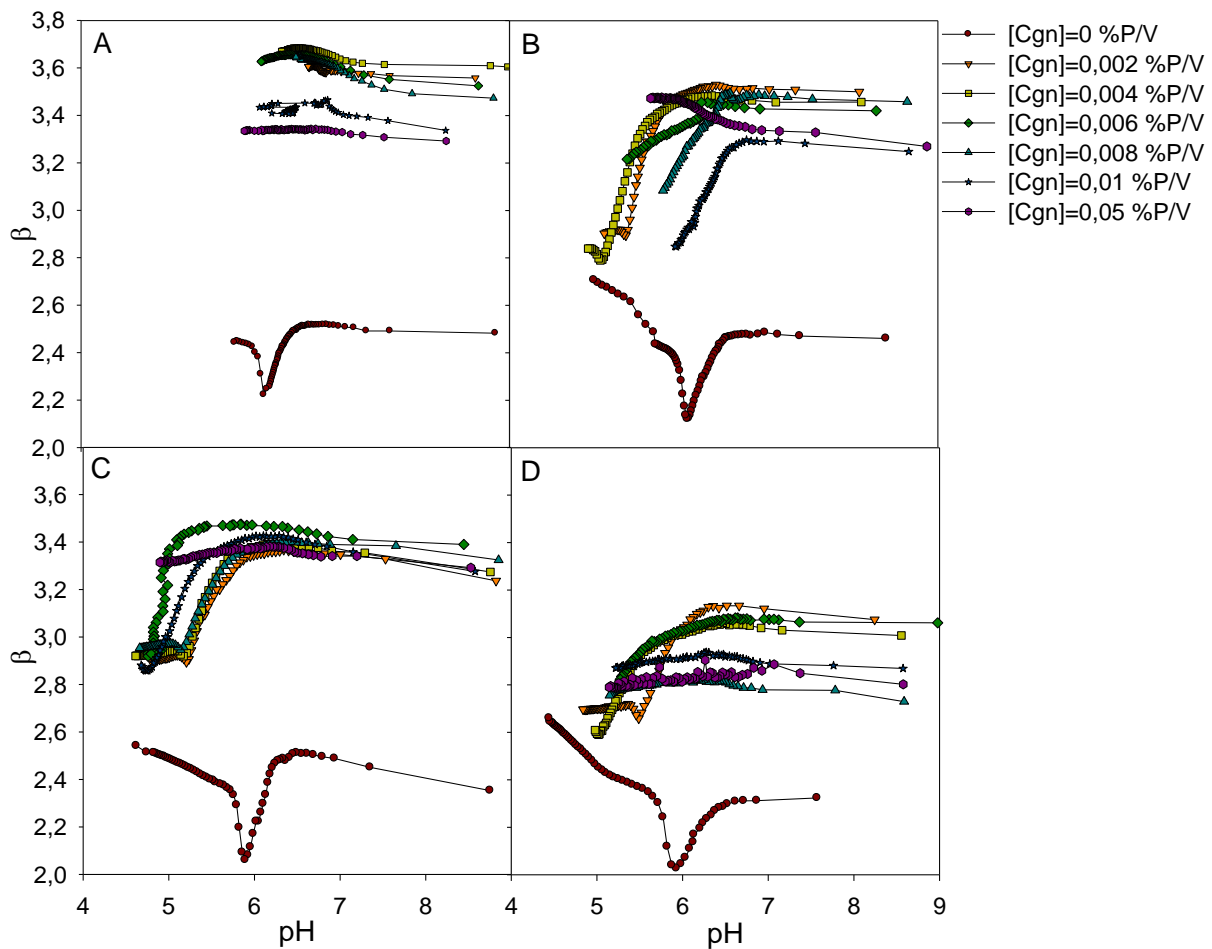 A
3,8
3,6
3,4
3,2
3,0
2,8
2,6
2,4
2,2
2,0
β
B
[Cgn]=0 %P/V
[Cgn]=0,002 %P/V
[Cgn]=0,004 %P/V
[Cgn]=0,006 %P/V
[Cgn]=0,008 %P/V
[Cgn]=0,01 %P/V
[Cgn]=0,05 %P/V
C
3,6
3,4
3,2
3,0
2,8
2,6
2,4
2,2
2,0
β
4 5 6 7 8
pH
D
4 5 6 7 8 9
pH